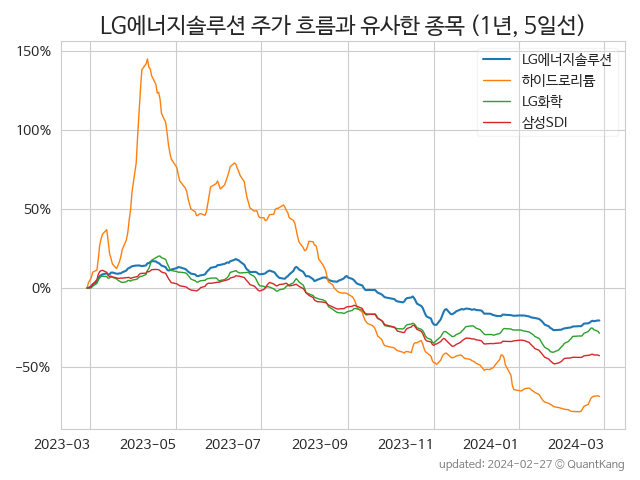 LG에너지솔루션 주가 흐름과 유사한 종목 (1년, 5일선)
LG에너지솔루션
하이드로리튬
LG화학
삼성SDI
150%
100%
50%
0%
−50%
2023-03 2023-05 2023-07 2023-09 2023-11 2024-01 2024-03
updated: 2024-02-27 © QuantKang